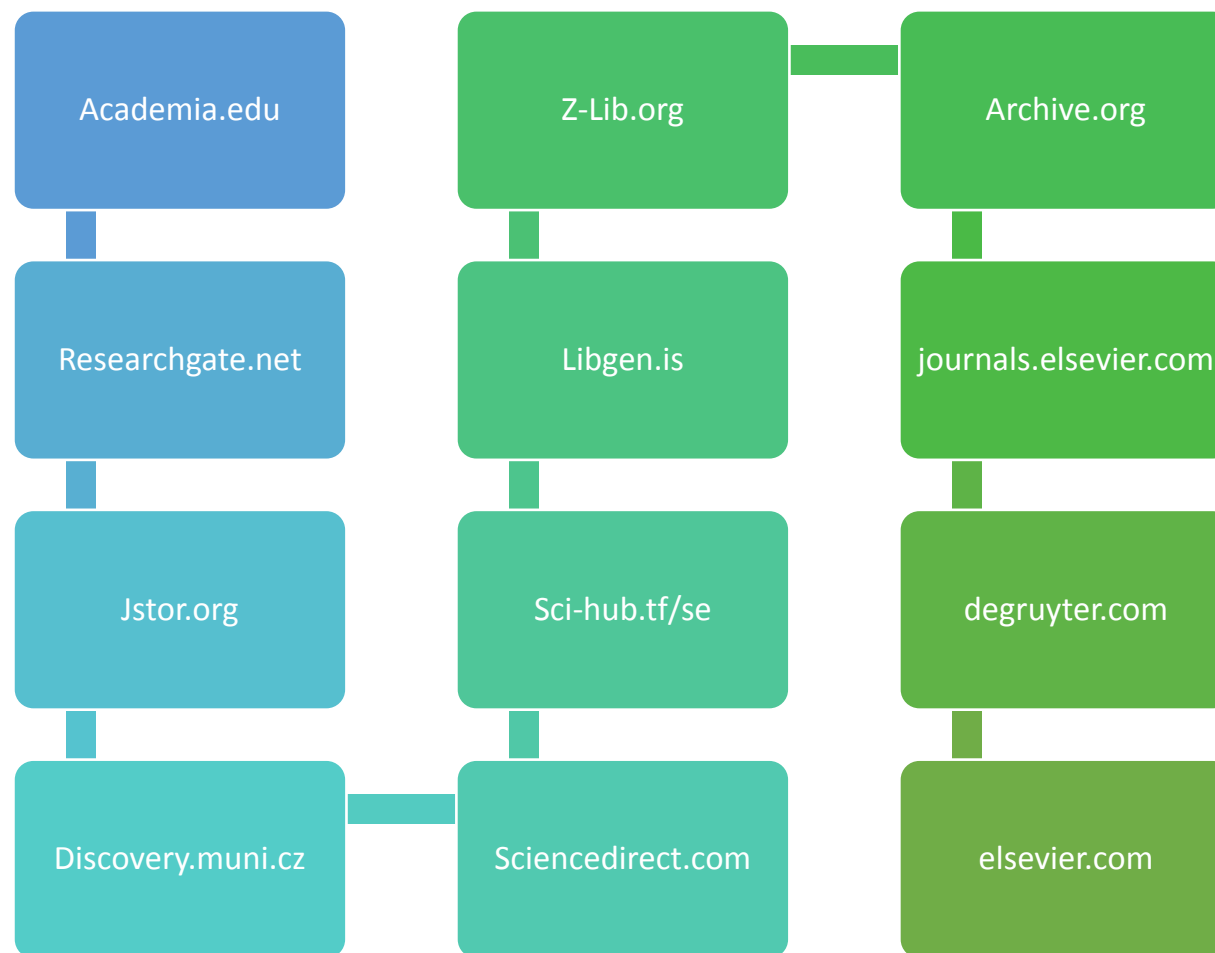 Academia.edu
Researchgate.net
Jstor.org
Discovery.muni.cz
Sciencedirect.com
Sci-hub.tf/se
Libgen.is
Z-Lib.org
Archive.org
journals.elsevier.com
degruyter.com
elsevier.com